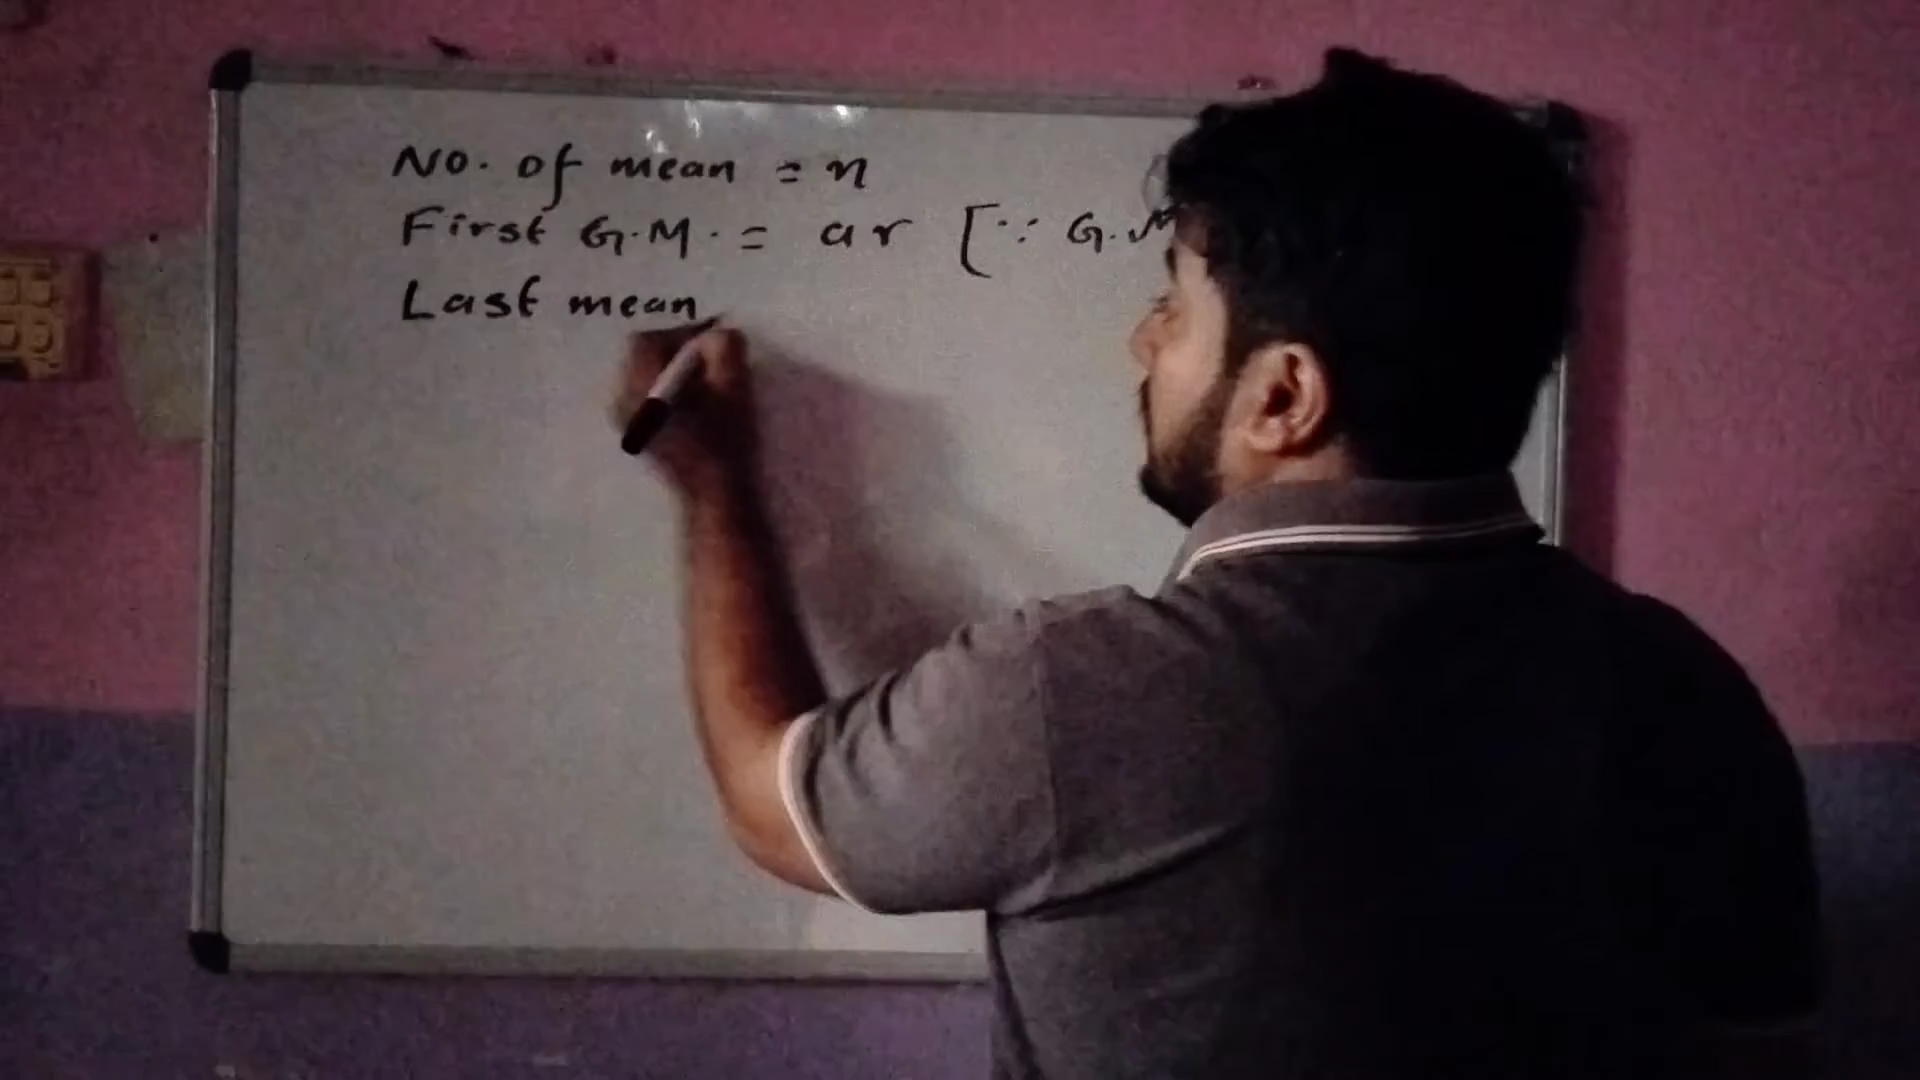 No. of mean = n
First G.M. = ar [∵ G.M
Last mean